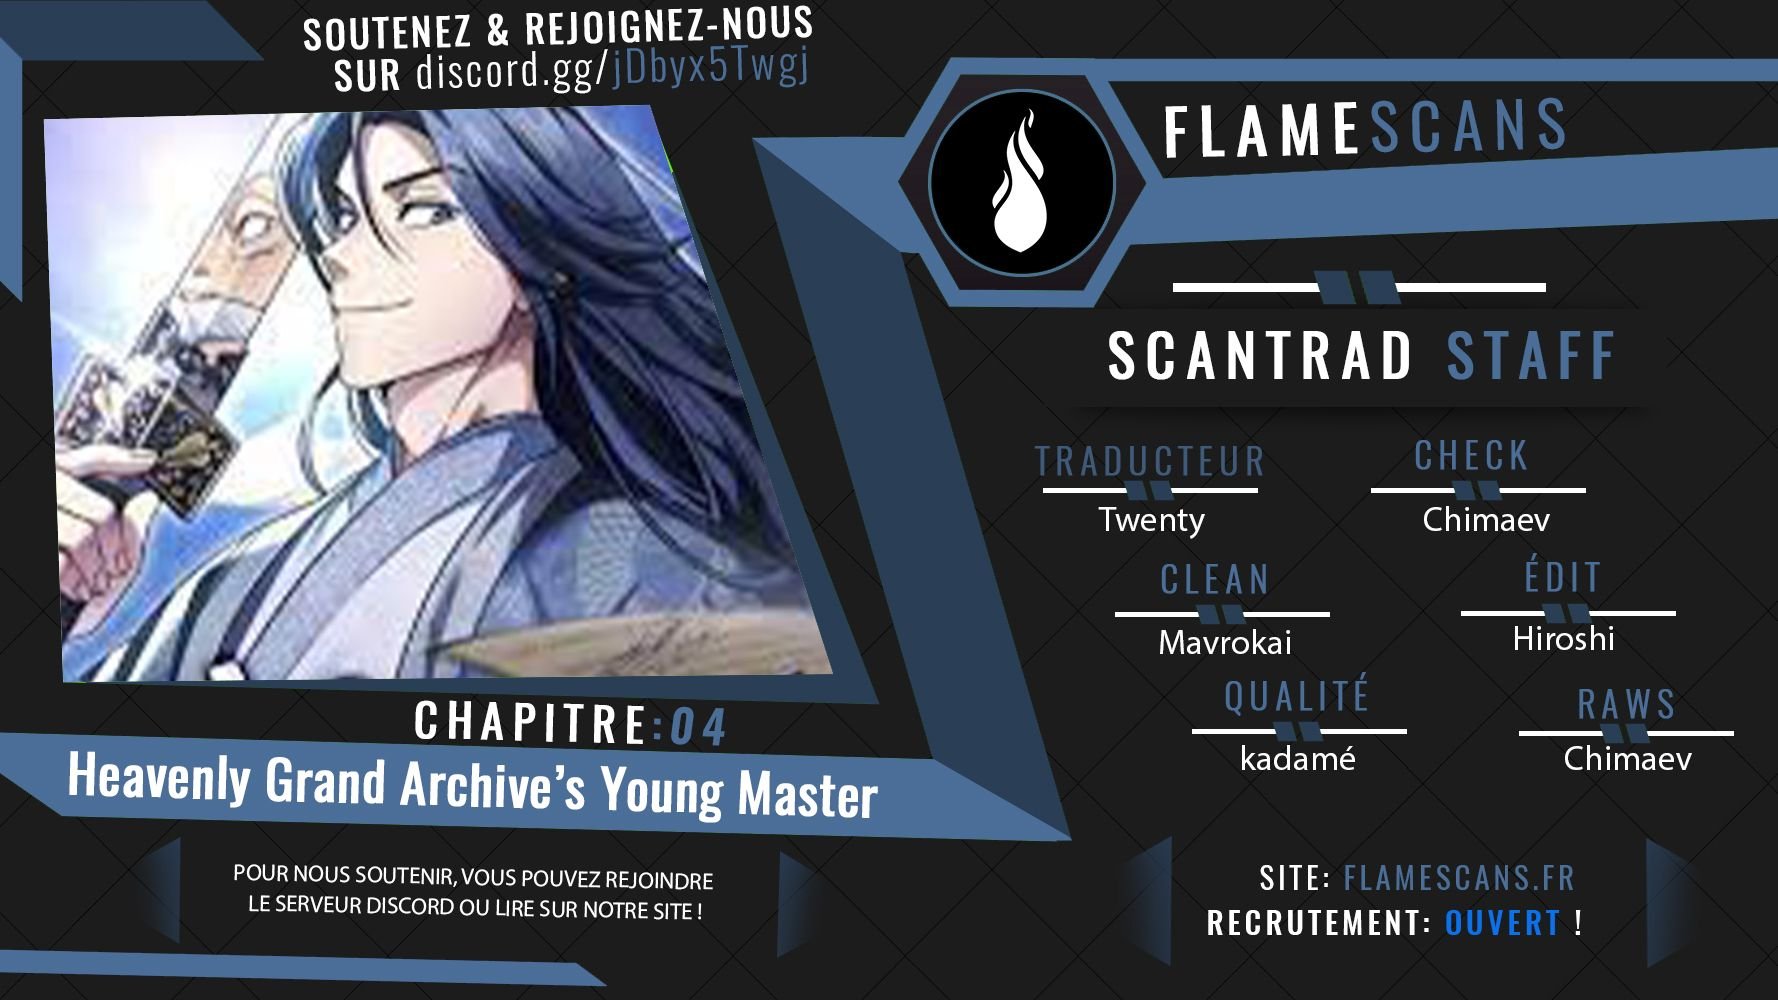 SOUTENEZ & REJOIGNEZ-NOUS
SUR discord.gg/jDbyx5Twgj
FLAMESCANS
SCANTRAD STAFF
TRADUCTEUR
Twenty
CHECK
Chimaev
CLEAN
Mavrokai
ÉDIT
Hiroshi
QUALITÉ
kadamé
RAWS
Chimaev
CHAPITRE:04
Heavenly Grand Archive’s Young Master
POUR NOUS SOUTENIR, VOUS POUVEZ REJOINDRE
LE SERVEUR DISCORD OU LIRE SUR NOTRE SITE !
SITE: FLAMESCANS.FR
RECRUTEMENT: OUVERT !